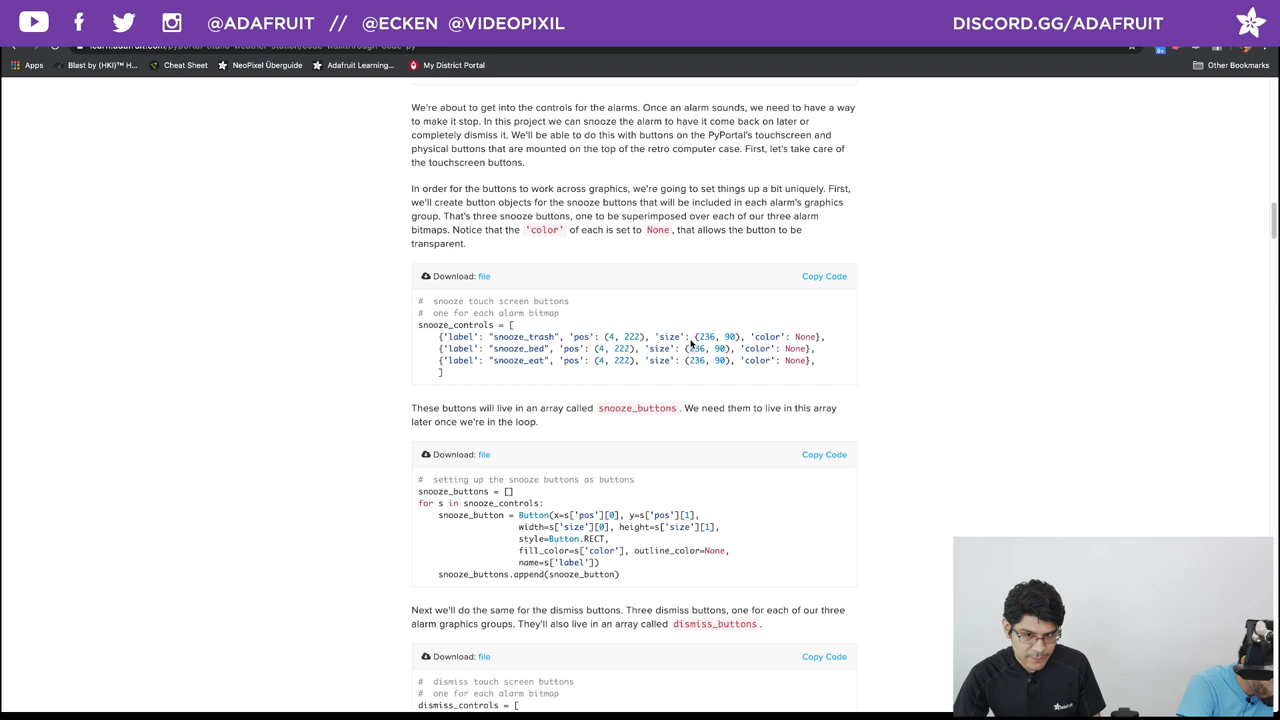 @ADAFRUIT // @ECKEN @VIDEOPIXIL
DISCORD.GG/ADAFRUIT
Apps
Blast by (HKI)™ H...
Cheat Sheet
NeoPixel Überguide
Adafruit Learning...
My District Portal
Other Bookmarks
We're about to get into the controls for the alarms. Once an alarm sounds, we need to have a way
to make it stop. In this project we can snooze the alarm to have it come back on later or
completely dismiss it. We'll be able to do this with buttons on the PyPortal's touchscreen and
physical buttons that are mounted on the top of the retro computer case. First, let's take care of
the touchscreen buttons.
In order for the buttons to work across graphics, we're going to set things up a bit uniquely. First,
we'll create button objects for the snooze buttons that will be included in each alarm's graphics
group. That's three snooze buttons, one to be superimposed over each of our three alarm
bitmaps. Notice that the 'color' of each is set to None, that allows the button to be
transparent.
Download: file
Copy Code
# snooze touch screen buttons
# one for each alarm bitmap
snooze_controls = [
{'label': "snooze_trash", 'pos': (4, 222), 'size': (236, 90), 'color': None},
{'label': "snooze_bed", 'pos': (4, 222), 'size': (236, 90), 'color': None},
{'label': "snooze_eat", 'pos': (4, 222), 'size': (236, 90), 'color': None},
]
These buttons will live in an array called snooze_buttons. We need them to live in this array
later once we're in the loop.
Download: file
Copy Code
# setting up the snooze buttons as buttons
snooze_buttons = []
for s in snooze_controls:
snooze_button = Button(x=s['pos'][0], y=s['pos'][1],
width=s['size'][0], height=s['size'][1],
style=Button.RECT,
fill_color=s['color'], outline_color=None,
name=s['label'])
snooze_buttons.append(snooze_button)
Next we'll do the same for the dismiss buttons. Three dismiss buttons, one for each of our three
alarm graphics groups. They'll also live in an array called dismiss_buttons.
Download: file
Copy Code
# dismiss touch screen buttons
# one for each alarm bitmap
dismiss_controls = [